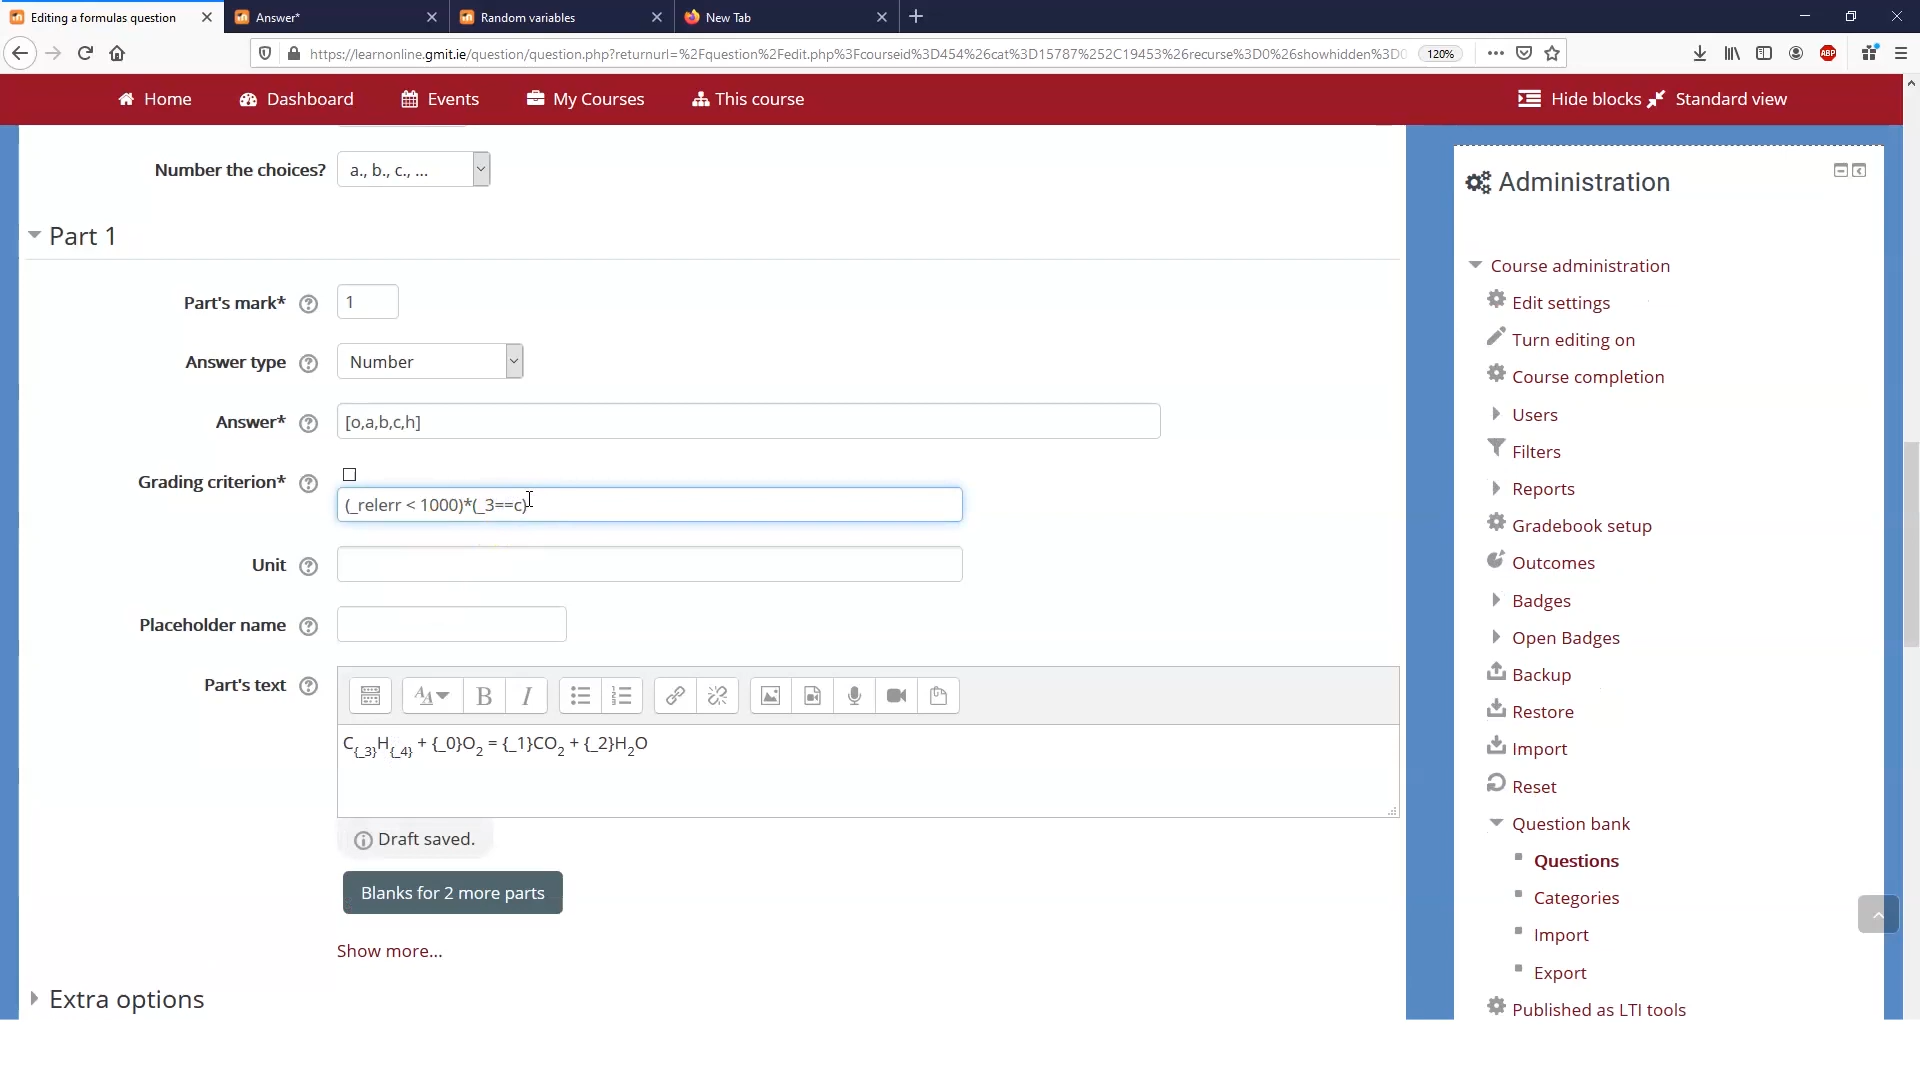 Editing a formulas question
Answer*
Random variables
New Tab
https://learnonline.gmit.ie/question/question.php?returnurl=%2Fquestion%2Fedit.php%3Fcourseid%3D454%26cat%3D15787%252C19453%26recurse%3D0%26showhidden%3D0
120%
ABP
Home
Dashboard
Events
My Courses
This course
Hide blocks
Standard view
Number the choices?
a., b., c., ...
Part 1
Part's mark*
1
Answer type
Number
Answer*
[o,a,b,c,h]
Grading criterion*
(_relerr < 1000)*(_3==c)
Unit
Placeholder name
Part's text
C{_3}H{_4} + {_0}O2 = {_1}CO2 + {_2}H2O
Draft saved.
Blanks for 2 more parts
Show more...
Extra options
Administration
Course administration
Edit settings
Turn editing on
Course completion
Users
Filters
Reports
Gradebook setup
Outcomes
Badges
Open Badges
Backup
Restore
Import
Reset
Question bank
Questions
Categories
Import
Export
Published as LTI tools